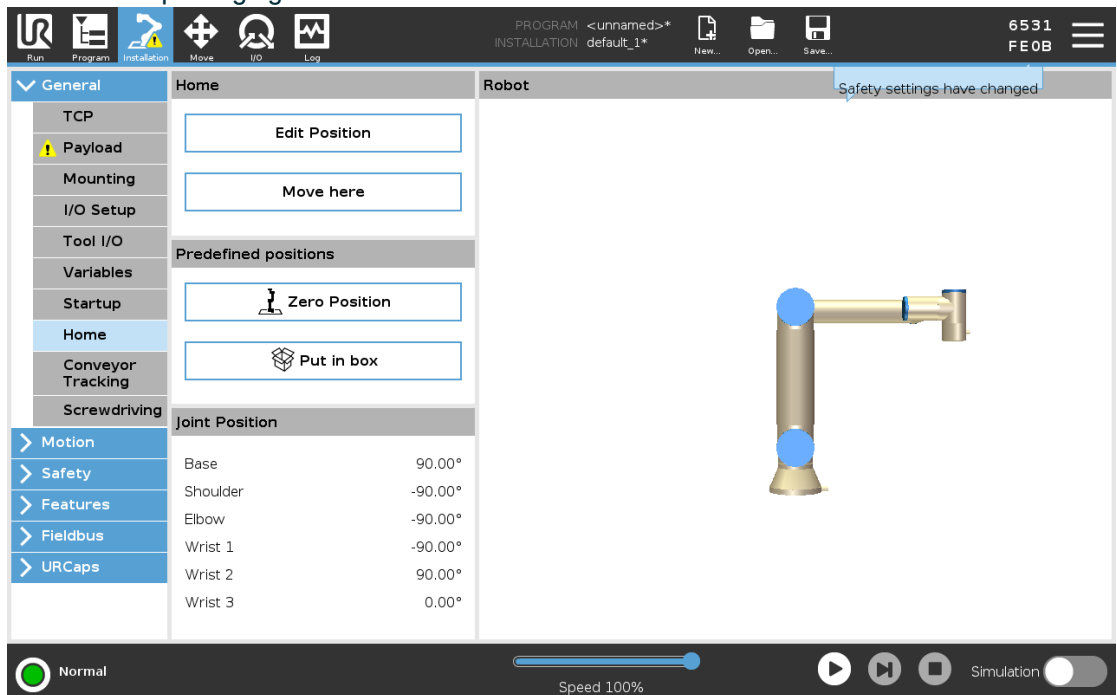 PROGRAM <unnamed>*
INSTALLATION default_1*
Run
Program
Installation
Move
I/O
Log
New...
Open...
Save...
6531
FE0B
General
TCP
Payload
Mounting
I/O Setup
Tool I/O
Variables
Startup
Home
Conveyor
Tracking
Screwdriving
Motion
Safety
Features
Fieldbus
URCaps
Home
Edit Position
Move here
Predefined positions
Zero Position
Put in box
Joint Position
Base 90.00°
Shoulder -90.00°
Elbow -90.00°
Wrist 1 -90.00°
Wrist 2 90.00°
Wrist 3 0.00°
Robot
Safety settings have changed
Normal
Speed 100%
Simulation